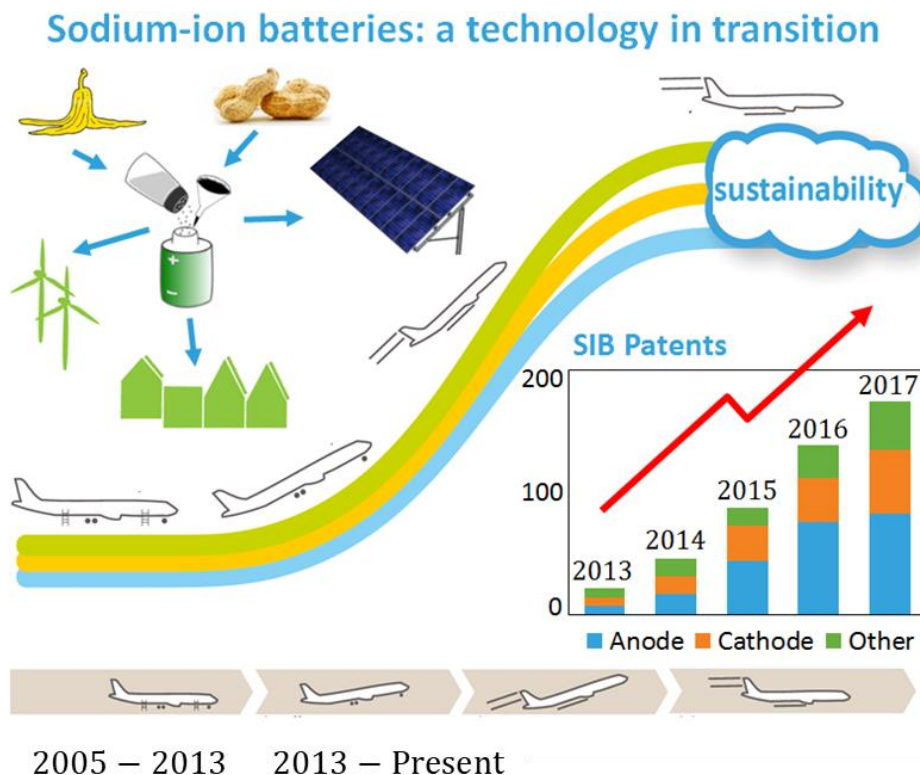 Sodium-ion batteries: a technology in transition
+
-
sustainability
SIB Patents
200
100
0
2013
2014
2015
2016
2017
Anode Cathode Other
2005 – 2013 2013 – Present